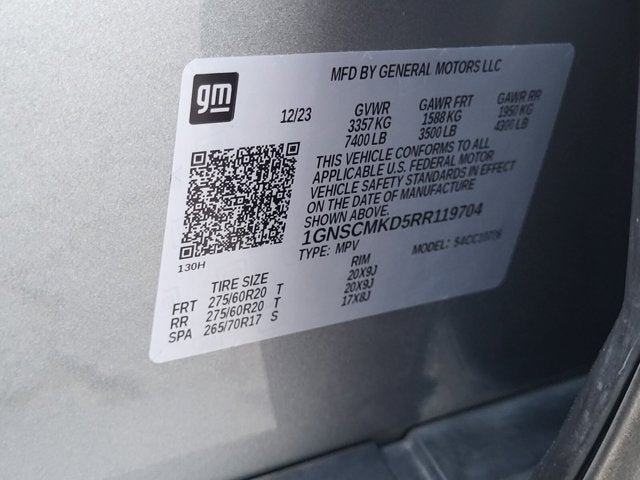 MFD BY GENERAL MOTORS LLC
gm
12/23
GVWR GAWR FRT GAWR RR
3357 KG 1588 KG 1950 KG
7400 LB 3500 LB 4300 LB
THIS VEHICLE CONFORMS TO ALL
APPLICABLE U.S. FEDERAL MOTOR
VEHICLE SAFETY STANDARDS IN EFFECT
ON THE DATE OF MANUFACTURE
SHOWN ABOVE.
1GNSCMKD5RR119704
TYPE: MPV MODEL:
130H
TIRE SIZE RIM
FRT 275/60R20 T 20X9J
RR 275/60R20 T 20X9J
SPA 265/70R17 S 17X8J